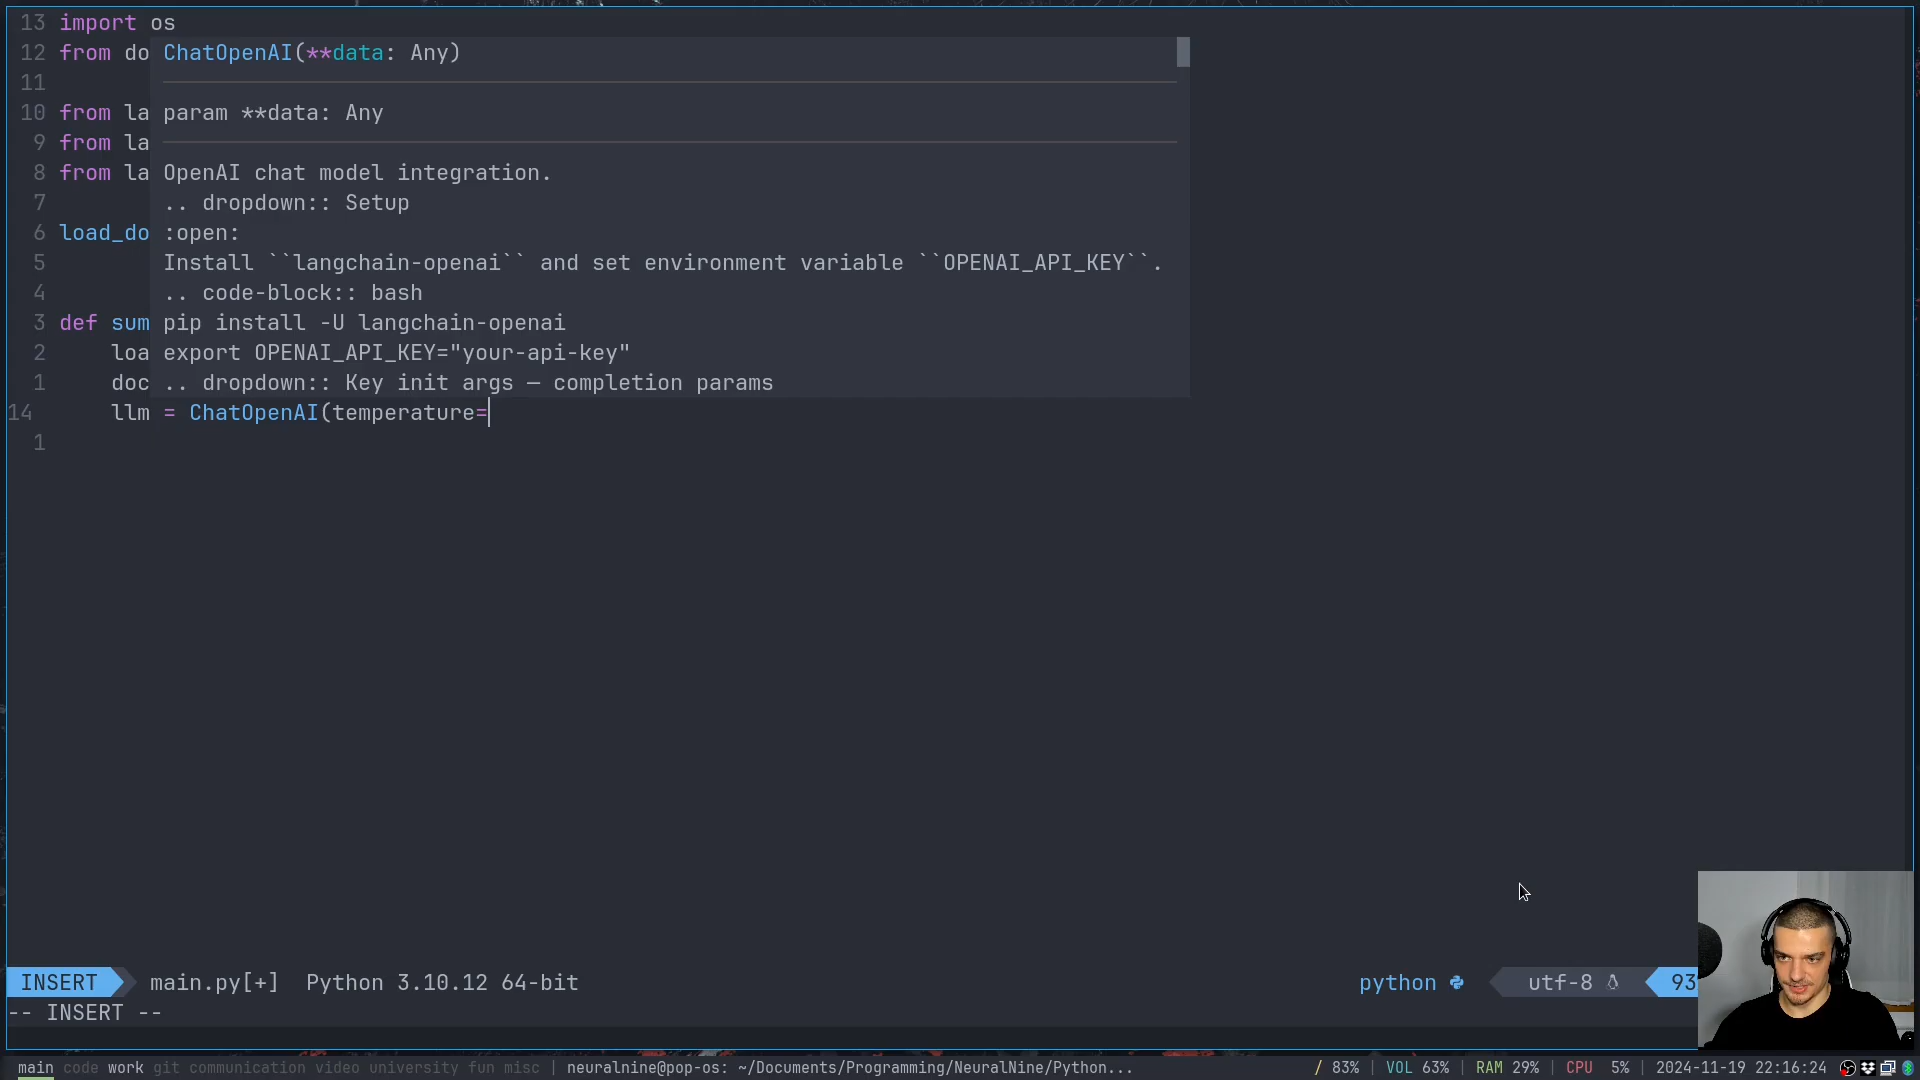 13 import os
12 from do ChatOpenAI(**data: Any)
11
10 from la param **data: Any
9 from la
8 from la OpenAI chat model integration.
7 .. dropdown:: Setup
6 load_do :open:
5 Install ``langchain-openai`` and set environment variable ``OPENAI_API_KEY``.
4 .. code-block:: bash
3 def sum pip install -U langchain-openai
2 loa export OPENAI_API_KEY="your-api-key"
1 doc .. dropdown:: Key init args — completion params
14 llm = ChatOpenAI(temperature=
1
INSERT main.py[+] Python 3.10.12 64-bit python utf-8 93
-- INSERT --
main code work git communication video university fun misc | neuralnine@pop-os: ~/Documents/Programming/NeuralNine/Python... / 83% | VOL 63% | RAM 29% | CPU 5% | 2024-11-19 22:16:24